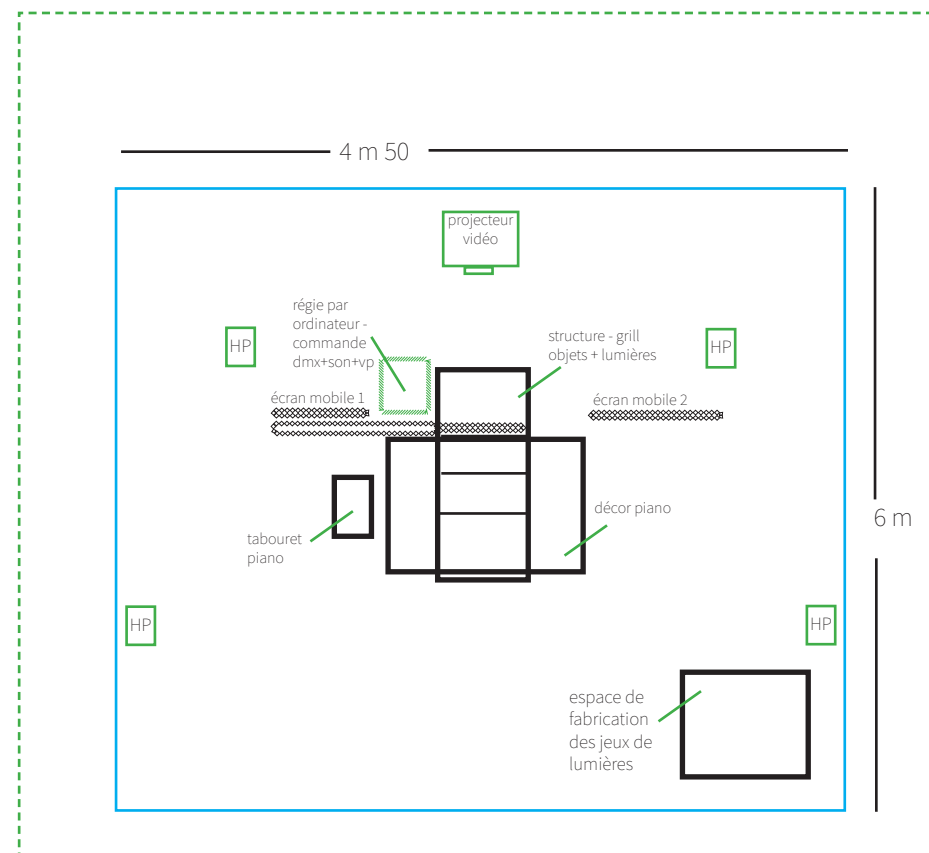 4 m 50
projecteur
vidéo
régie par
ordinateur -
commande
dmx+son+vp
structure - grill
objets + lumières
HP
HP
écran mobile 1
écran mobile 2
décor piano
6 m
tabouret
piano
HP
HP
espace de
fabrication
des jeux de
lumières